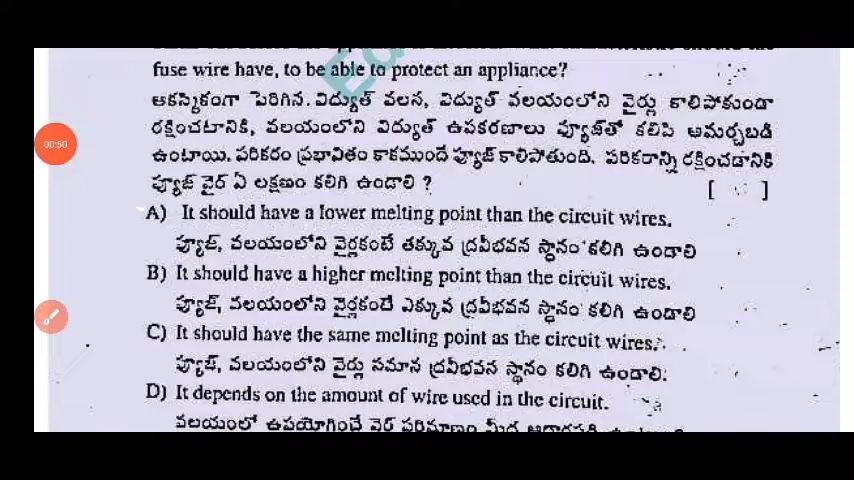 fuse wire have, to be able to protect an appliance?
ఆకస్మికంగా పెరిగిన విద్యుత్ వలన, విద్యుత్ వలయంలోని వైర్లు కాలిపోకుండా
00:50
రక్షించటానికి, వలయంలోని విద్యుత్ ఉపకరణాలు ఫ్యూజ్‌తో కలిపి అమర్చబడి
ఉంటాయి. పరికరం ప్రభావితం కాకముందే ఫ్యూజ్ కాలిపోతుంది. పరికరాన్ని రక్షించడానికి
ఫ్యూజ్ వైర్ ఏ లక్షణం కలిగి ఉండాలి ? [ ]
A) It should have a lower melting point than the circuit wires.
ఫ్యూజ్, వలయంలోని వైర్లకంటే తక్కువ ద్రవీభవన స్థానం కలిగి ఉండాలి
B) It should have a higher melting point than the circuit wires.
ఫ్యూజ్, వలయంలోని వైర్లకంటే ఎక్కువ ద్రవీభవన స్థానం కలిగి ఉండాలి
C) It should have the same melting point as the circuit wires.
ఫ్యూజ్, వలయంలోని వైర్లు సమాన ద్రవీభవన స్థానం కలిగి ఉండాలి.
D) It depends on the amount of wire used in the circuit.
వలయంలో ఉపయోగించే వైర్ పరిమాణం మీద